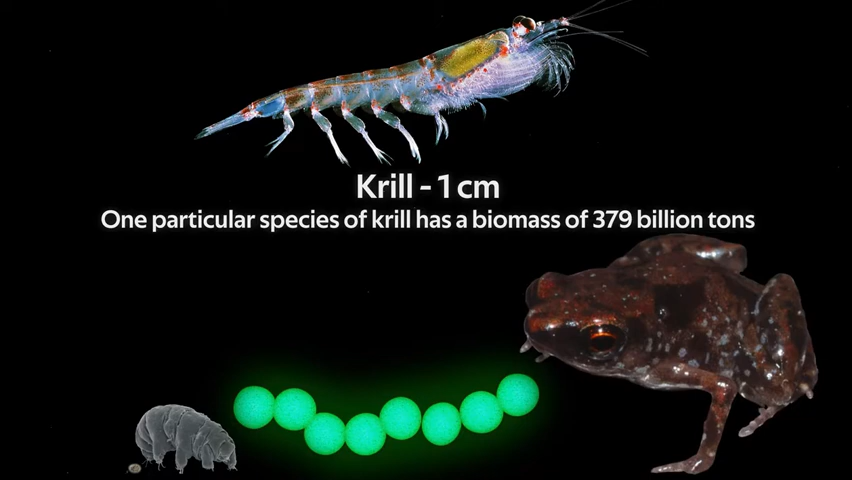 Krill - 1 cm
One particular species of krill has a biomass of 379 billion tons